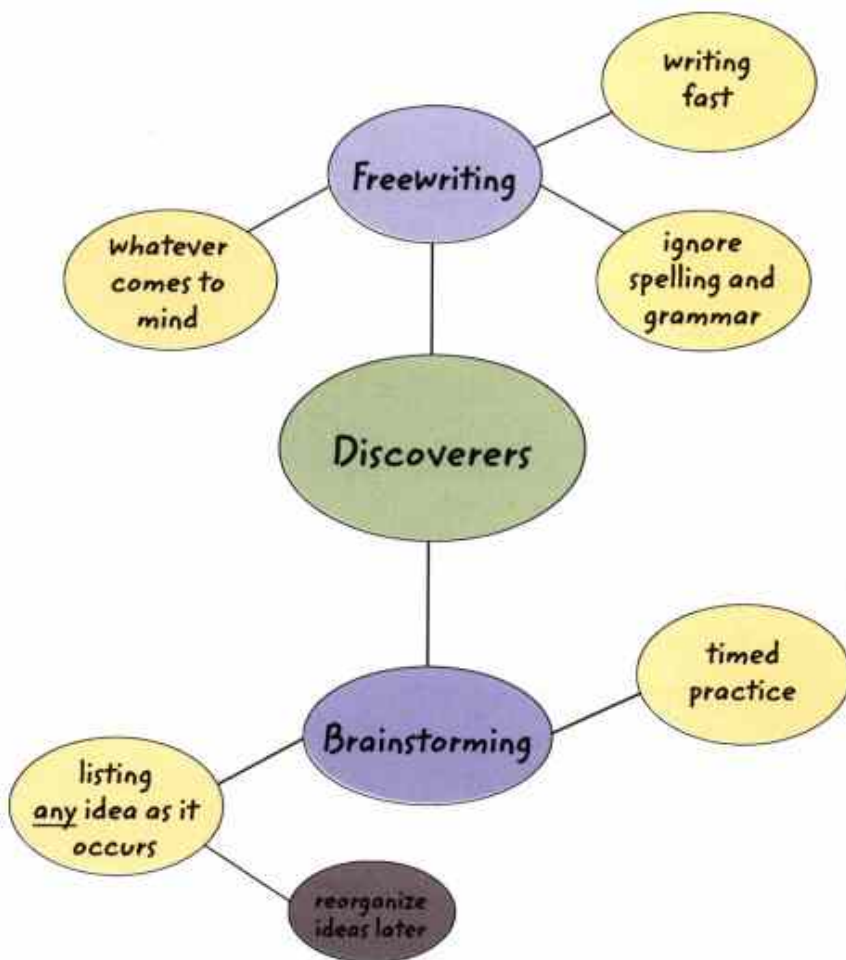 writing
fast
Freewriting
whatever
comes to
mind
ignore
spelling and
grammar
Discoverers
timed
practice
Brainstorming
listing
any idea as it
occurs
reorganize
ideas later